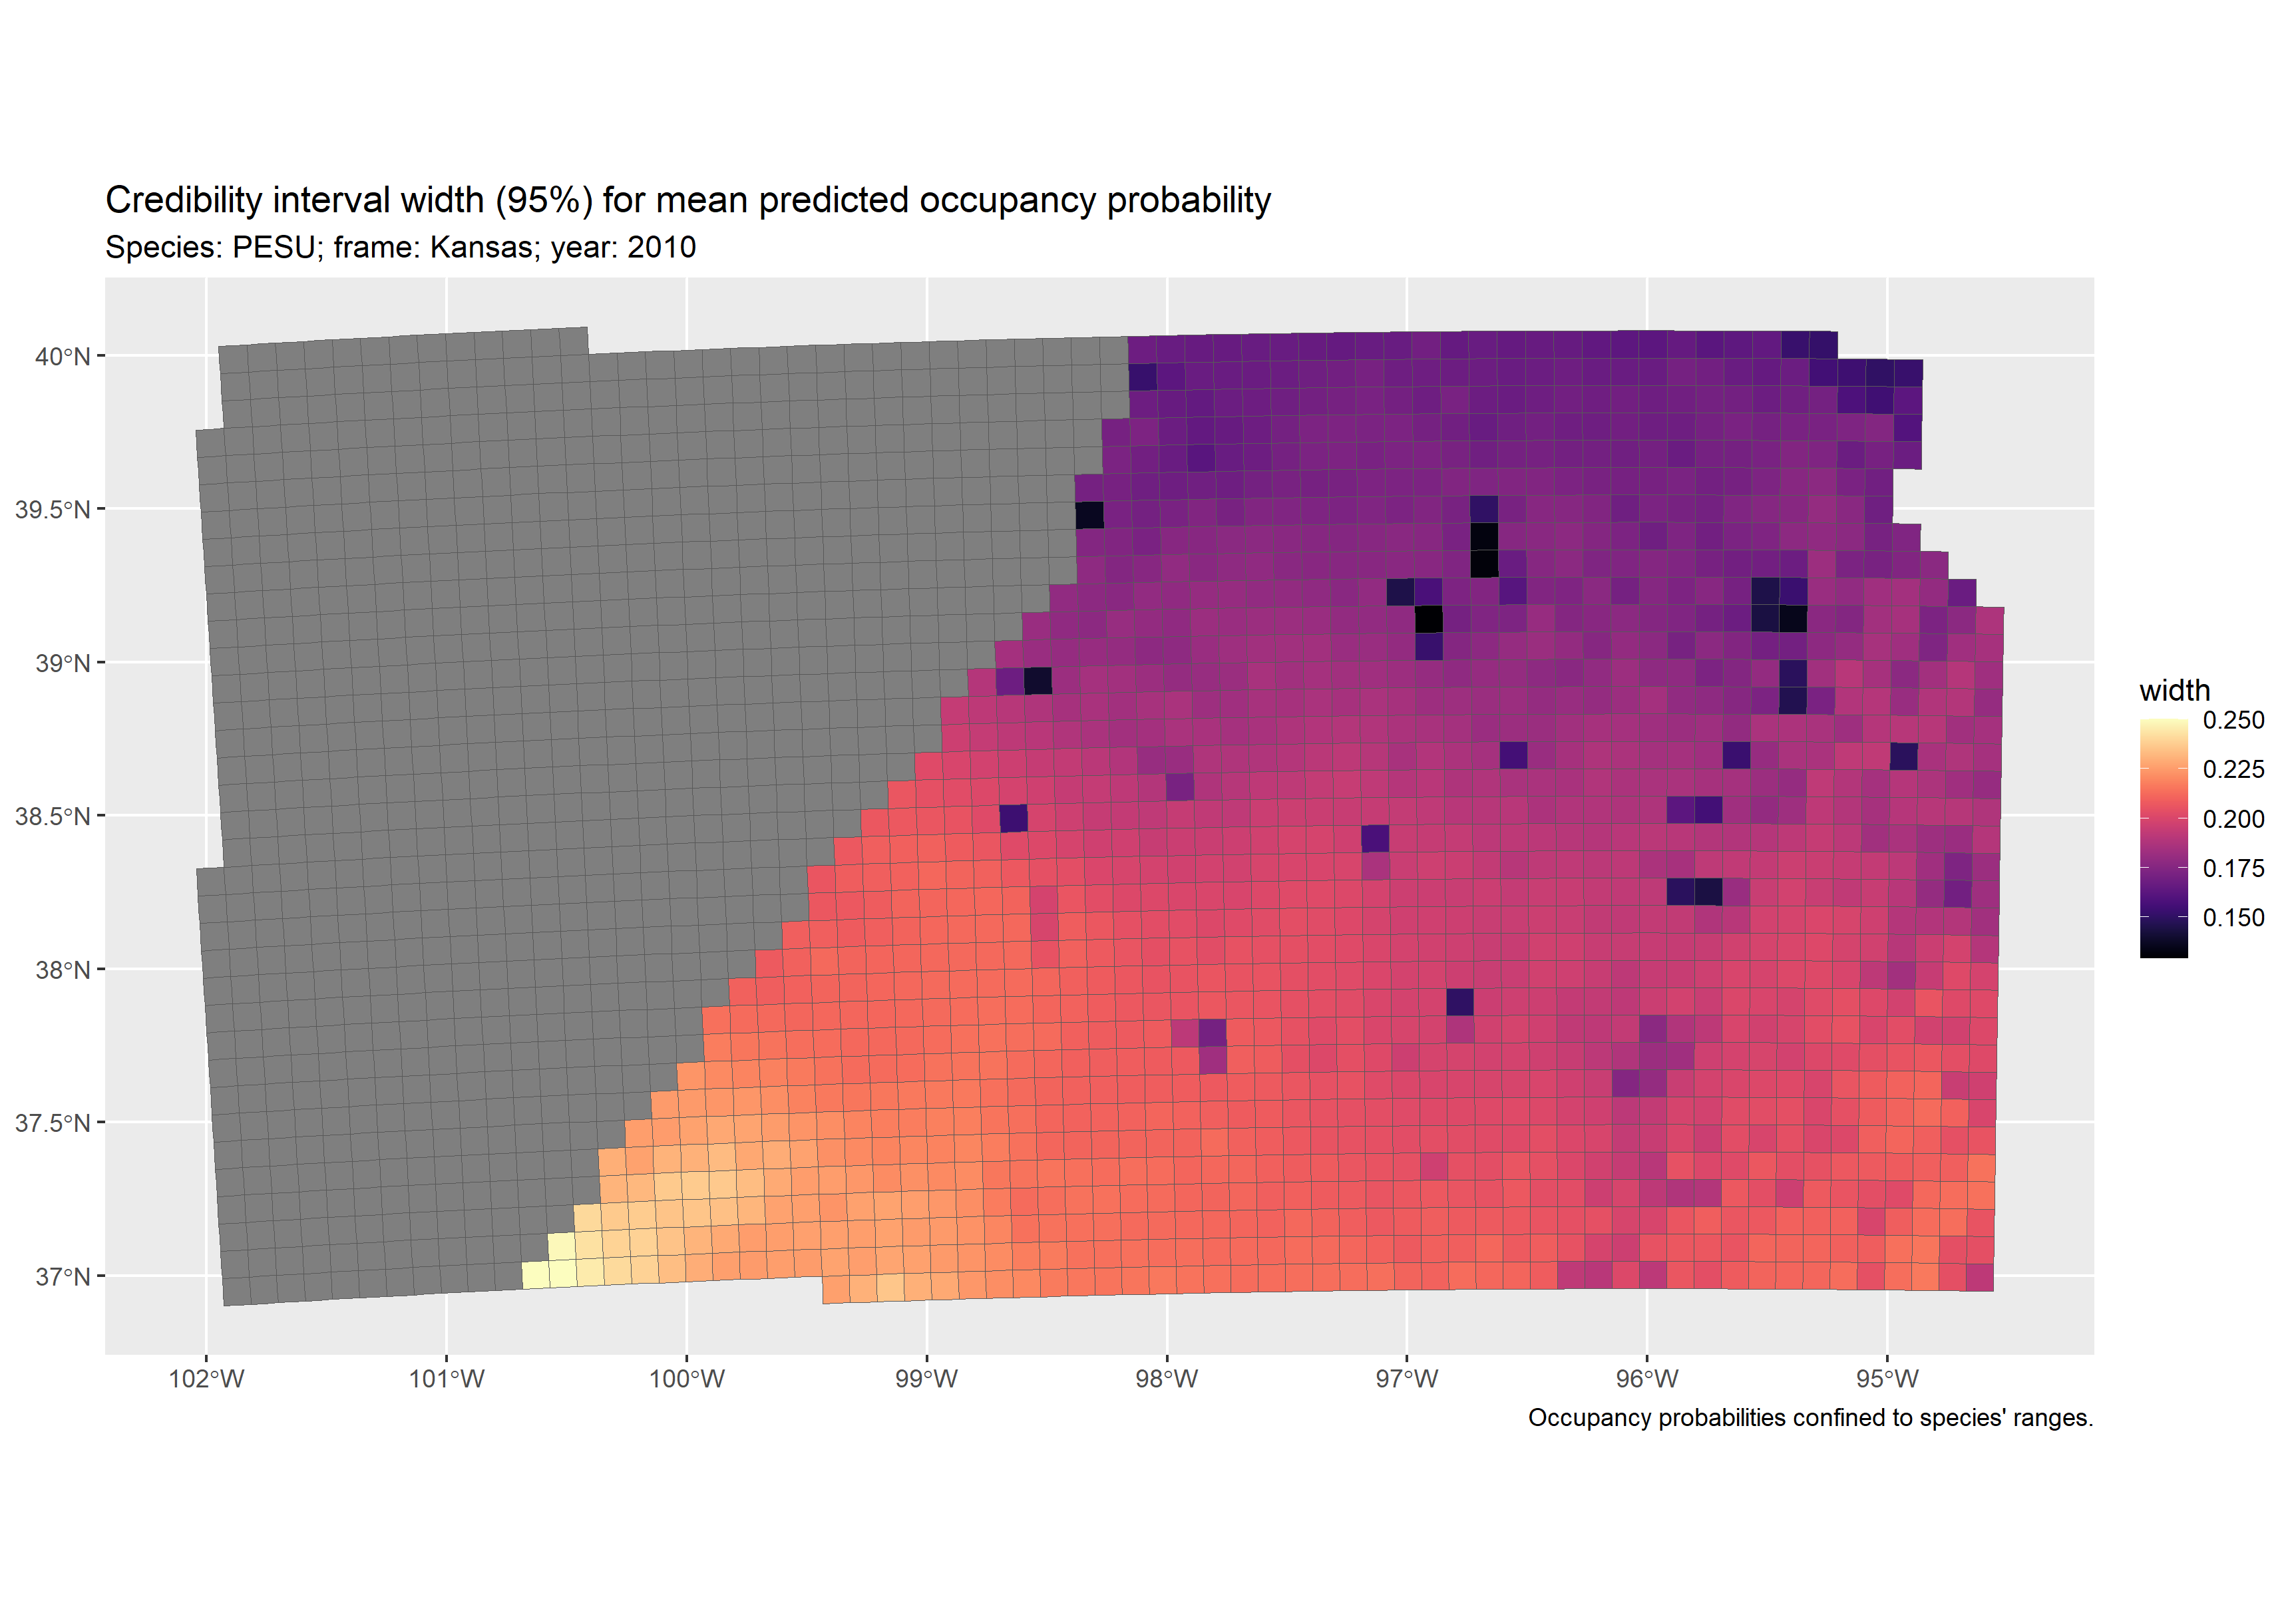 Credibility interval width (95%) for mean predicted occupancy probability
Species: PESU; frame: Kansas; year: 2010
40°N
39.5°N
39°N
38.5°N
38°N
37.5°N
37°N
102°W
101°W
100°W
99°W
98°W
97°W
96°W
95°W
width
0.250
0.225
0.200
0.175
0.150
Occupancy probabilities confined to species' ranges.